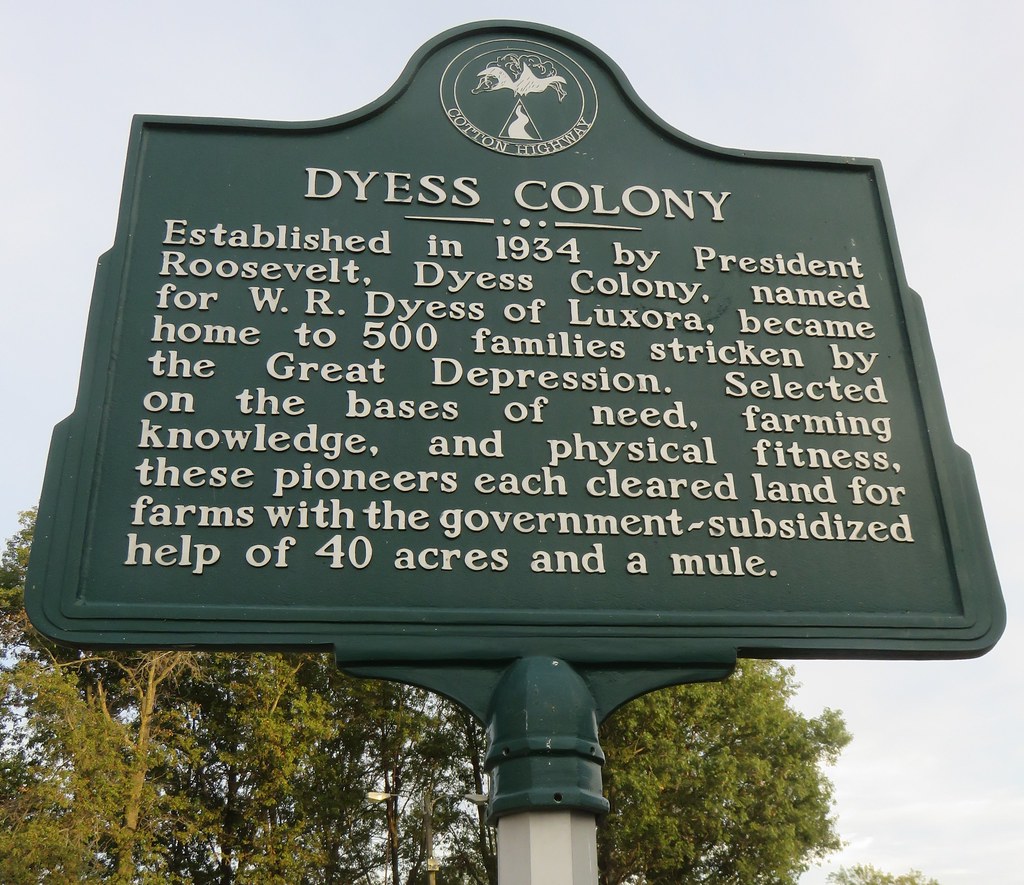 COTTON HIGHWAY
DYESS COLONY
Established in 1934 by President
Roosevelt, Dyess Colony, named
for W. R. Dyess of Luxora, became
home to 500 families stricken by
the Great Depression. Selected
on the bases of need, farming
knowledge, and physical fitness,
these pioneers each cleared land for
farms with the government-subsidized
help of 40 acres and a mule.